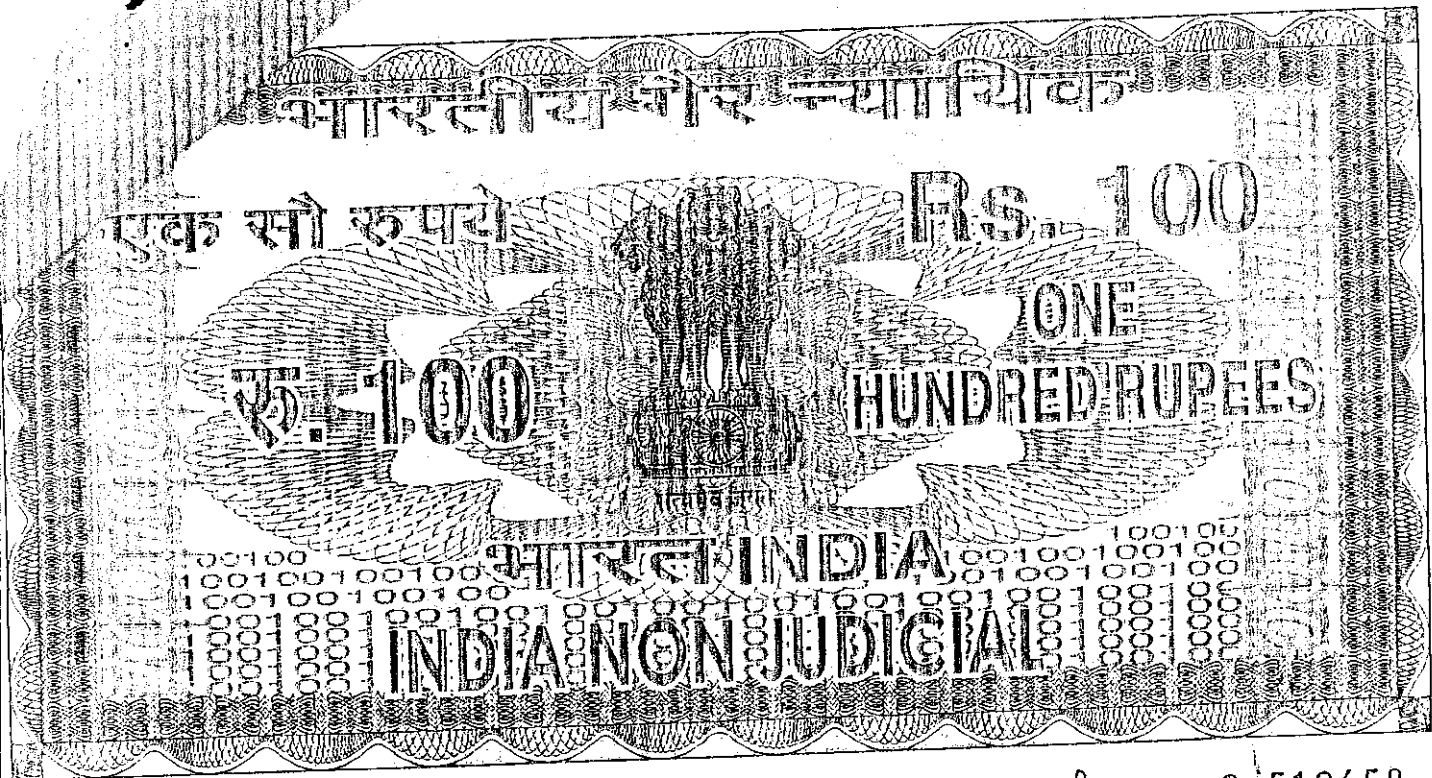 भारतीय गैर न्यायिक
एक सौ रुपये
Rs. 100
रु. 100
ONE
HUNDRED RUPEES
सत्यमेव जयते
भारत INDIA
INDIA NON JUDICIAL